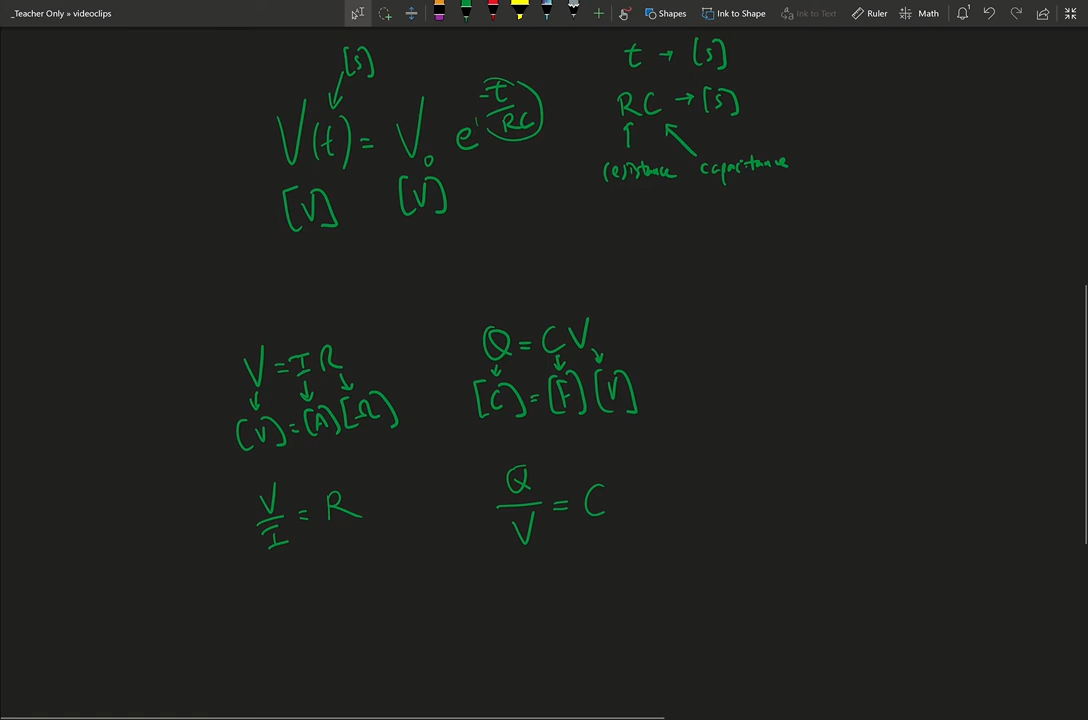 _Teacher Only » videoclips
Shapes Ink to Shape Ink to Text Ruler Math
[s]
V(t) = V₀ e^(-t/RC)
[V] [V]
t → [s]
RC → [s]
resistance capacitance
V = I R
[V] = [A][Ω]
V/I = R
Q = C V
[C] = [F][V]
Q/V = C